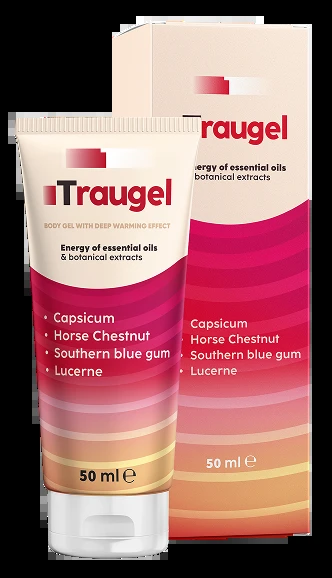 Traugel
BODY GEL WITH DEEP WARMING EFFECT
Energy of essential oils
& botanical extracts
• Capsicum
• Horse Chestnut
• Southern blue gum
• Lucerne
50 ml ℮
Traugel
nergy of essential oils
botanical extracts
Capsicum
Horse Chestnut
• Southern blue gum
• Lucerne
50 ml ℮